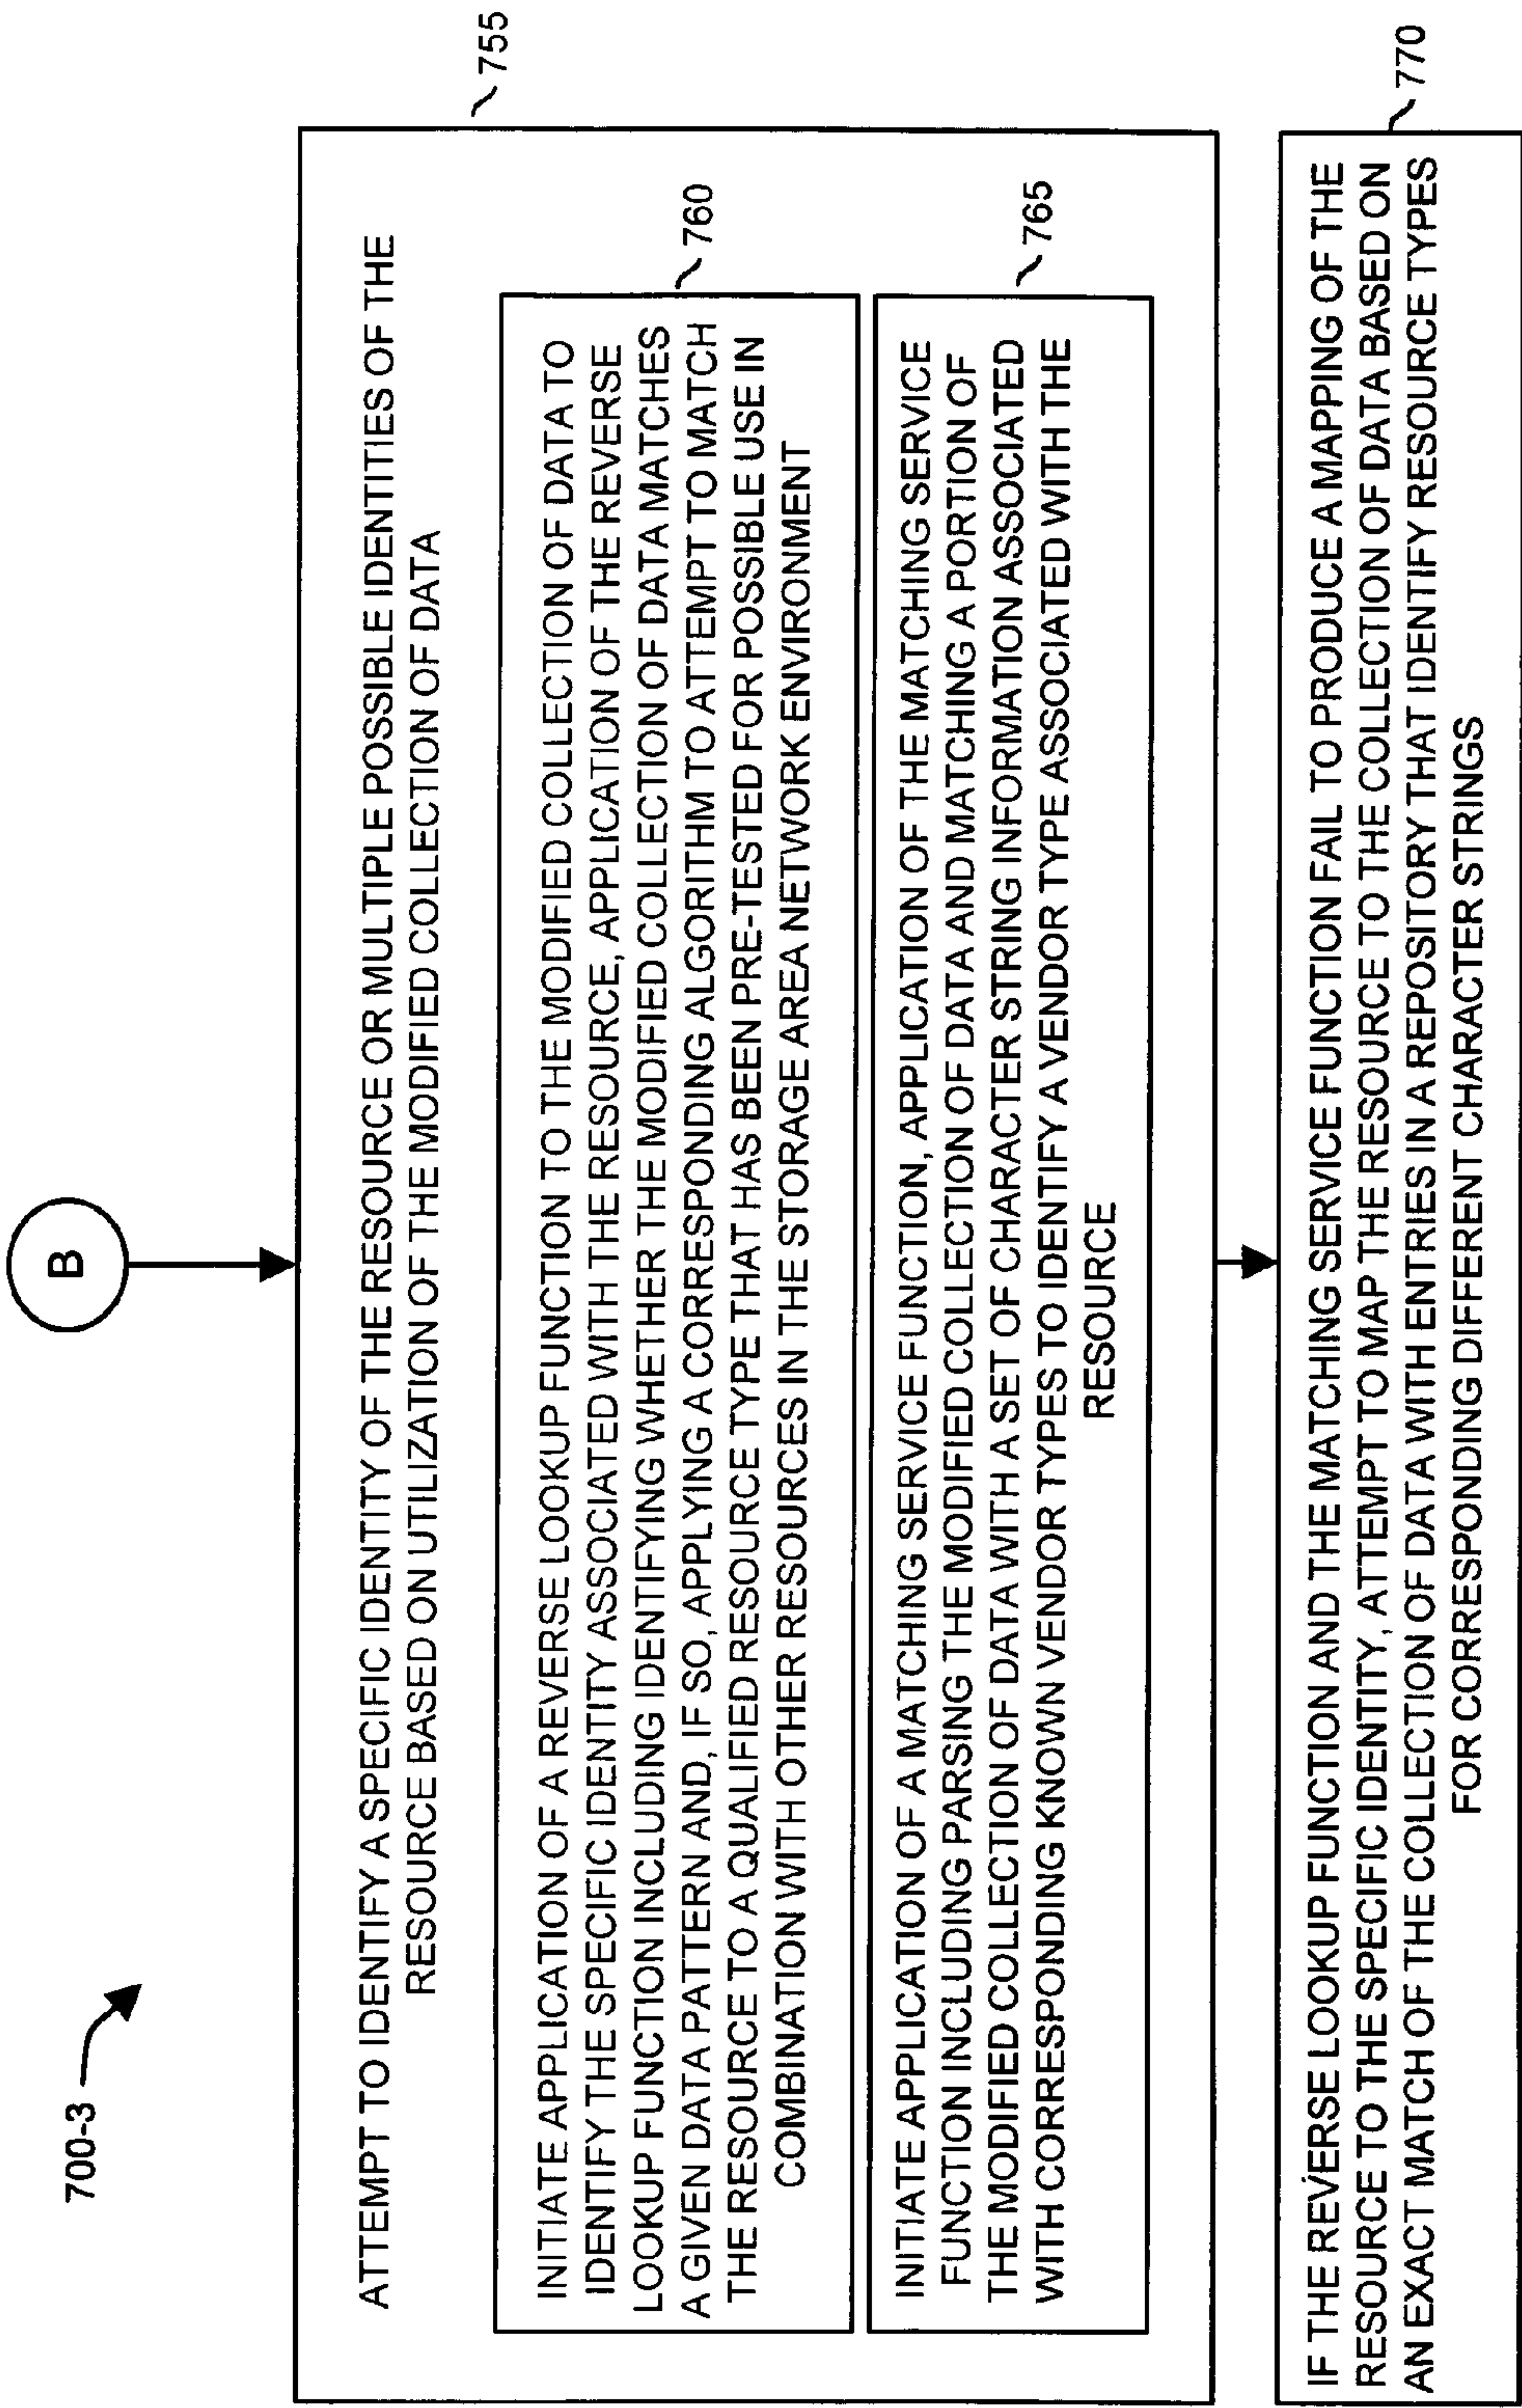 700-3
B
755
ATTEMPT TO IDENTIFY A SPECIFIC IDENTITY OF THE RESOURCE OR MULTIPLE POSSIBLE IDENTITIES OF THE
RESOURCE BASED ON UTILIZATION OF THE MODIFIED COLLECTION OF DATA
760
INITIATE APPLICATION OF A REVERSE LOOKUP FUNCTION TO THE MODIFIED COLLECTION OF DATA TO
IDENTIFY THE SPECIFIC IDENTITY ASSOCIATED WITH THE RESOURCE, APPLICATION OF THE REVERSE
LOOKUP FUNCTION INCLUDING IDENTIFYING WHETHER THE MODIFIED COLLECTION OF DATA MATCHES
A GIVEN DATA PATTERN AND, IF SO, APPLYING A CORRESPONDING ALGORITHM TO ATTEMPT TO MATCH
THE RESOURCE TO A QUALIFIED RESOURCE TYPE THAT HAS BEEN PRE-TESTED FOR POSSIBLE USE IN
COMBINATION WITH OTHER RESOURCES IN THE STORAGE AREA NETWORK ENVIRONMENT
765
INITIATE APPLICATION OF A MATCHING SERVICE FUNCTION, APPLICATION OF THE MATCHING SERVICE
FUNCTION INCLUDING PARSING THE MODIFIED COLLECTION OF DATA AND MATCHING A PORTION OF
THE MODIFIED COLLECTION OF DATA WITH A SET OF CHARACTER STRING INFORMATION ASSOCIATED
WITH CORRESPONDING KNOWN VENDOR TYPES TO IDENTIFY A VENDOR TYPE ASSOCIATED WITH THE
RESOURCE
770
IF THE REVERSE LOOKUP FUNCTION AND THE MATCHING SERVICE FUNCTION FAIL TO PRODUCE A MAPPING OF THE
RESOURCE TO THE SPECIFIC IDENTITY, ATTEMPT TO MAP THE RESOURCE TO THE COLLECTION OF DATA BASED ON
AN EXACT MATCH OF THE COLLECTION OF DATA WITH ENTRIES IN A REPOSITORY THAT IDENTIFY RESOURCE TYPES
FOR CORRESPONDING DIFFERENT CHARACTER STRINGS